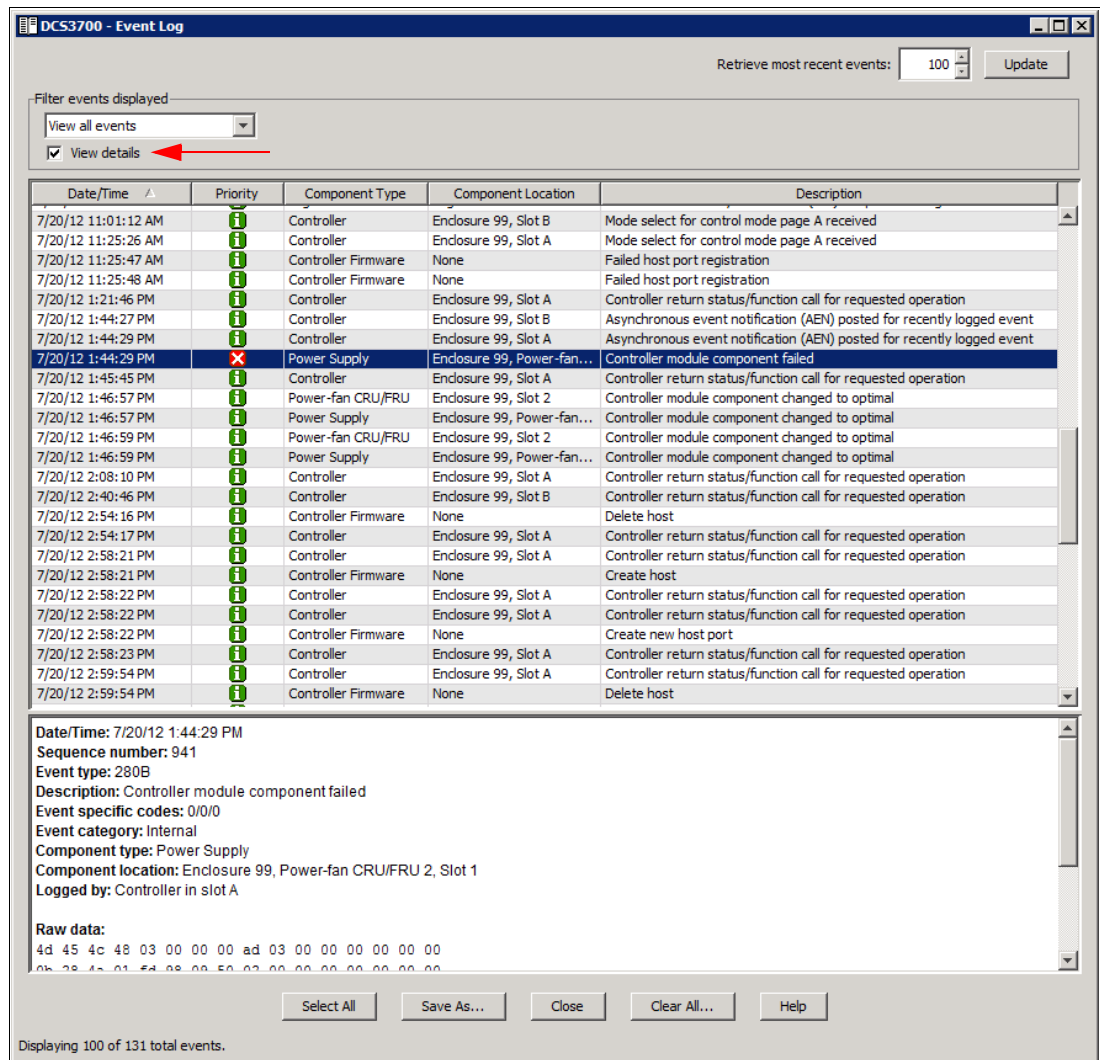 DCS3700 - Event Log
Retrieve most recent events: 100 Update
Filter events displayed
View all events
View details
Date/Time Priority Component Type Component Location Description
7/20/12 11:01:12 AM Controller Enclosure 99, Slot B Mode select for control mode page A received
7/20/12 11:25:26 AM Controller Enclosure 99, Slot A Mode select for control mode page A received
7/20/12 11:25:47 AM Controller Firmware None Failed host port registration
7/20/12 11:25:48 AM Controller Firmware None Failed host port registration
7/20/12 1:21:46 PM Controller Enclosure 99, Slot A Controller return status/function call for requested operation
7/20/12 1:44:27 PM Controller Enclosure 99, Slot B Asynchronous event notification (AEN) posted for recently logged event
7/20/12 1:44:29 PM Controller Enclosure 99, Slot A Asynchronous event notification (AEN) posted for recently logged event
7/20/12 1:44:29 PM Power Supply Enclosure 99, Power-fan... Controller module component failed
7/20/12 1:45:45 PM Controller Enclosure 99, Slot A Controller return status/function call for requested operation
7/20/12 1:46:57 PM Power-fan CRU/FRU Enclosure 99, Slot 2 Controller module component changed to optimal
7/20/12 1:46:57 PM Power Supply Enclosure 99, Power-fan... Controller module component changed to optimal
7/20/12 1:46:59 PM Power-fan CRU/FRU Enclosure 99, Slot 2 Controller module component changed to optimal
7/20/12 1:46:59 PM Power Supply Enclosure 99, Power-fan... Controller module component changed to optimal
7/20/12 2:08:10 PM Controller Enclosure 99, Slot A Controller return status/function call for requested operation
7/20/12 2:40:46 PM Controller Enclosure 99, Slot B Controller return status/function call for requested operation
7/20/12 2:54:16 PM Controller Firmware None Delete host
7/20/12 2:54:17 PM Controller Enclosure 99, Slot A Controller return status/function call for requested operation
7/20/12 2:58:21 PM Controller Enclosure 99, Slot A Controller return status/function call for requested operation
7/20/12 2:58:21 PM Controller Firmware None Create host
7/20/12 2:58:22 PM Controller Enclosure 99, Slot A Controller return status/function call for requested operation
7/20/12 2:58:22 PM Controller Enclosure 99, Slot A Controller return status/function call for requested operation
7/20/12 2:58:22 PM Controller Firmware None Create new host port
7/20/12 2:58:23 PM Controller Enclosure 99, Slot A Controller return status/function call for requested operation
7/20/12 2:59:54 PM Controller Enclosure 99, Slot A Controller return status/function call for requested operation
7/20/12 2:59:54 PM Controller Firmware None Delete host
Date/Time: 7/20/12 1:44:29 PM
Sequence number: 941
Event type: 280B
Description: Controller module component failed
Event specific codes: 0/0/0
Event category: Internal
Component type: Power Supply
Component location: Enclosure 99, Power-fan CRU/FRU 2, Slot 1
Logged by: Controller in slot A
Raw data:
4d 45 4c 48 03 00 00 00 ad 03 00 00 00 00 00 00
Select All Save As... Close Clear All... Help
Displaying 100 of 131 total events.